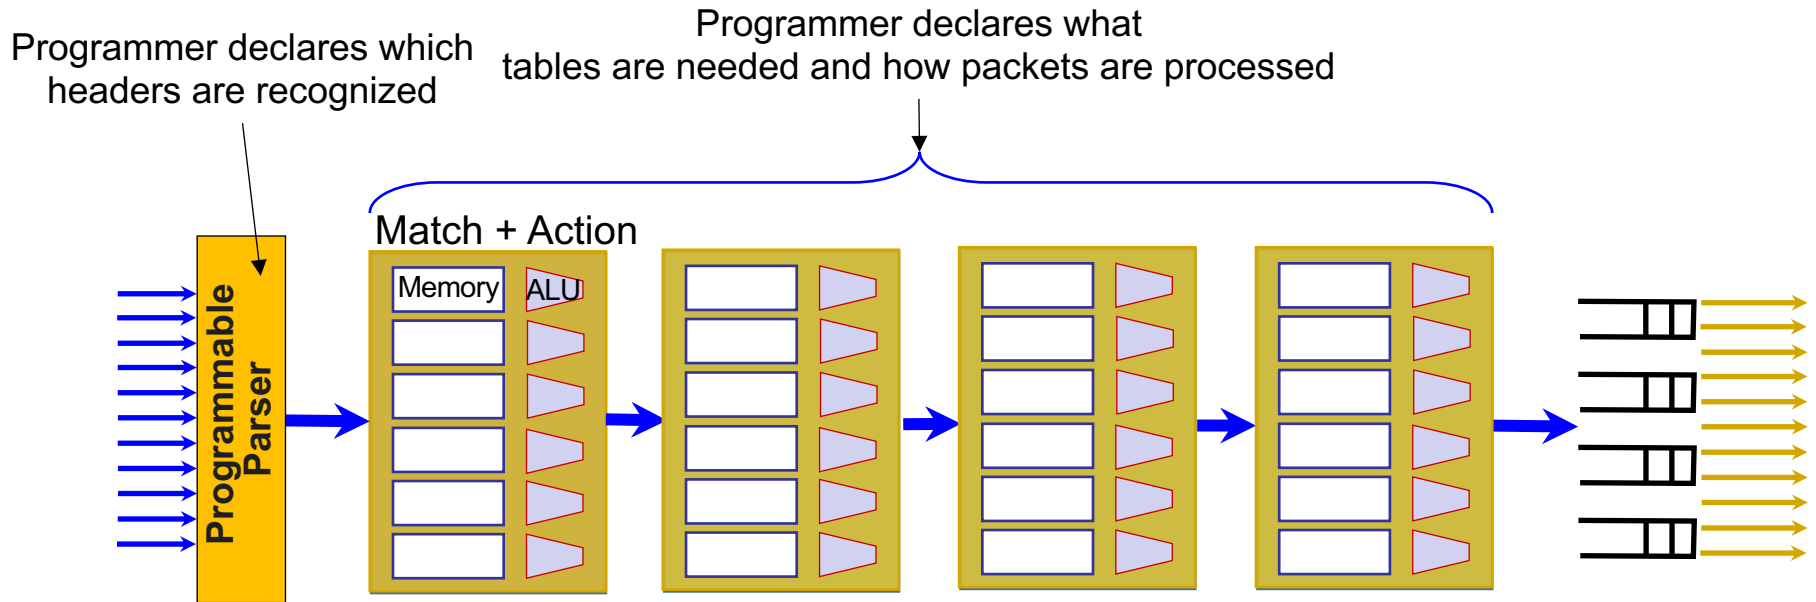 Programmer declares which
headers are recognized
Programmer declares what
tables are needed and how packets are processed
Match + Action
Memory
ALU
Programmable
Parser